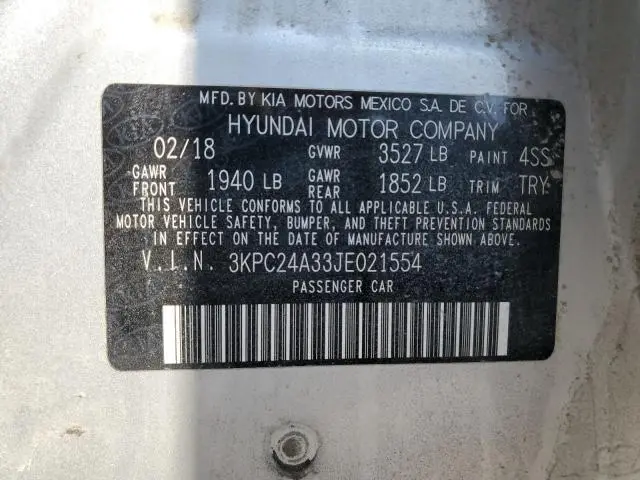 MFD. BY KIA MOTORS MEXICO S.A. DE C.V. FOR
HYUNDAI MOTOR COMPANY
02/18 GVWR 3527 LB PAINT 4SS
GAWR FRONT 1940 LB GAWR REAR 1852 LB TRIM TRY
THIS VEHICLE CONFORMS TO ALL APPLICABLE U.S.A. FEDERAL
MOTOR VEHICLE SAFETY, BUMPER, AND THEFT PREVENTION STANDARDS
IN EFFECT ON THE DATE OF MANUFACTURE SHOWN ABOVE.
V.I.N. 3KPC24A33JE021554
PASSENGER CAR